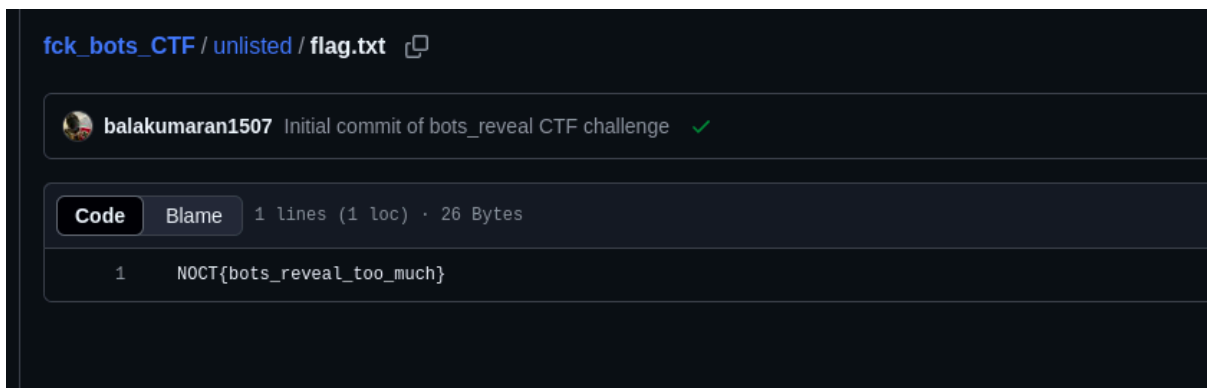 fck_bots_CTF / unlisted / flag.txt
balakumaran1507 Initial commit of bots_reveal CTF challenge
Code Blame 1 lines (1 loc) · 26 Bytes
1 NOCT{bots_reveal_too_much}